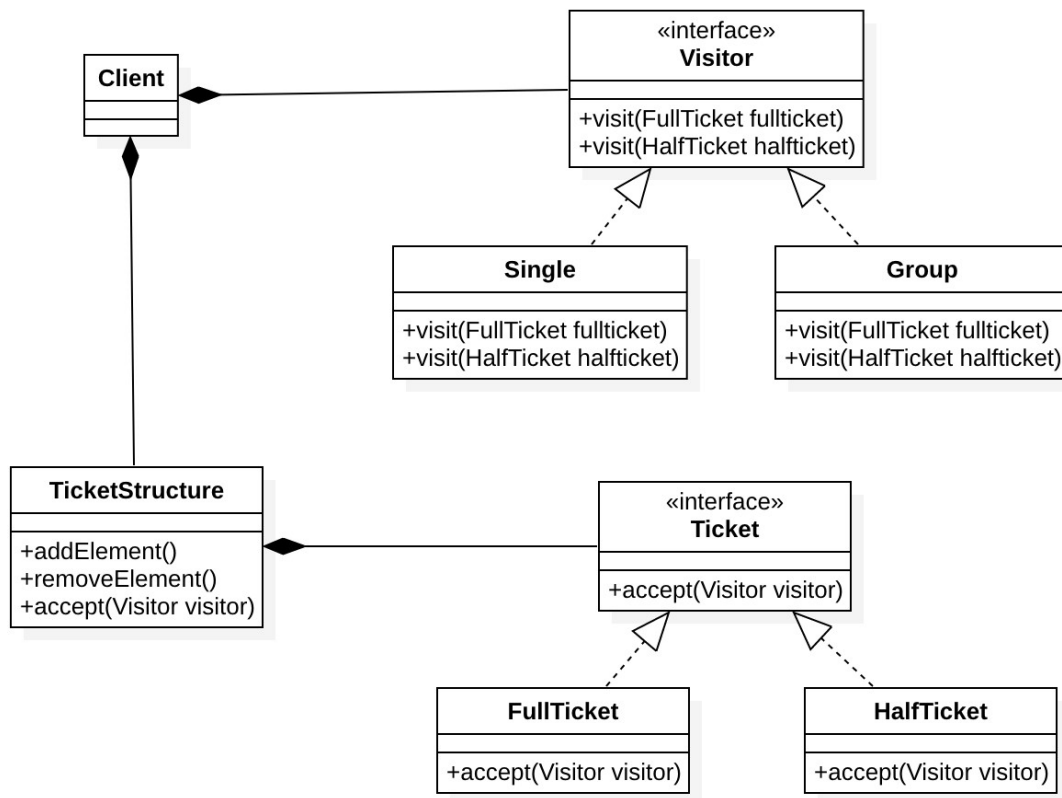 Client
«interface»
Visitor
+visit(FullTicket fullticket)
+visit(HalfTicket halfticket)
Single
+visit(FullTicket fullticket)
+visit(HalfTicket halfticket)
Group
+visit(FullTicket fullticket)
+visit(HalfTicket halfticket)
TicketStructure
+addElement()
+removeElement()
+accept(Visitor visitor)
«interface»
Ticket
+accept(Visitor visitor)
FullTicket
+accept(Visitor visitor)
HalfTicket
+accept(Visitor visitor)